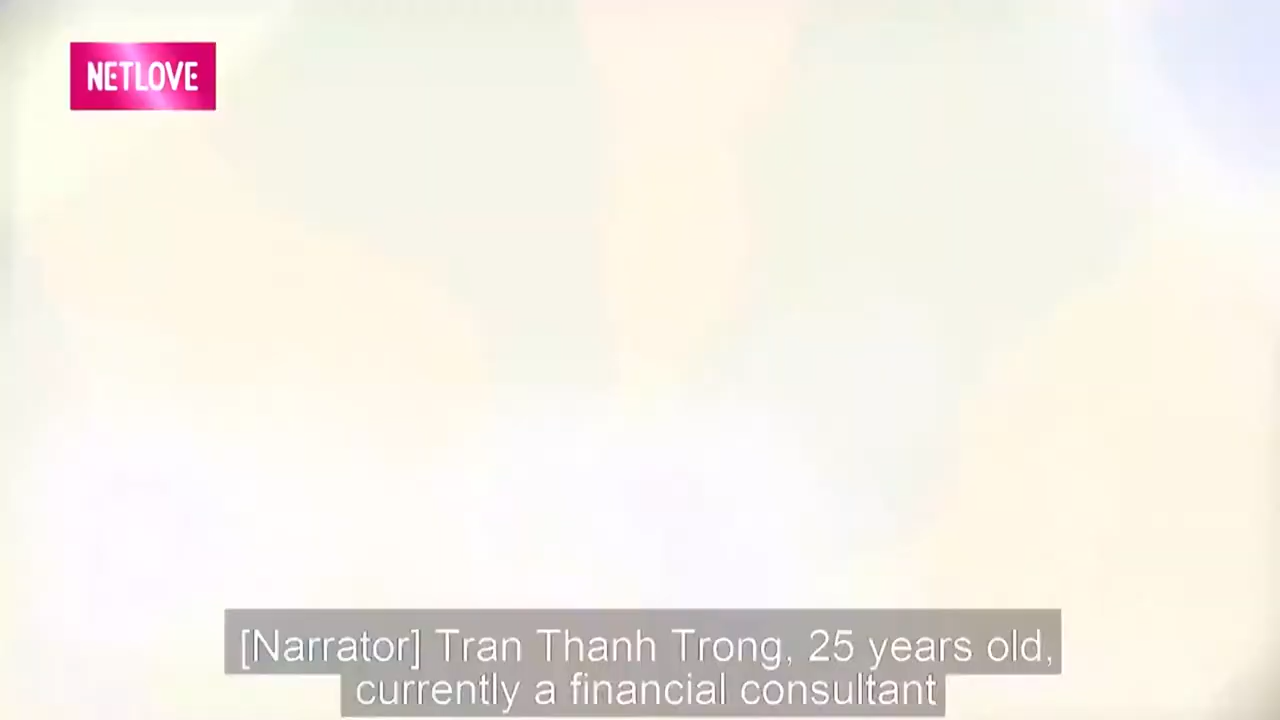 NETLOVE
[Narrator] Tran Thanh Trong, 25 years old,
currently a financial consultant